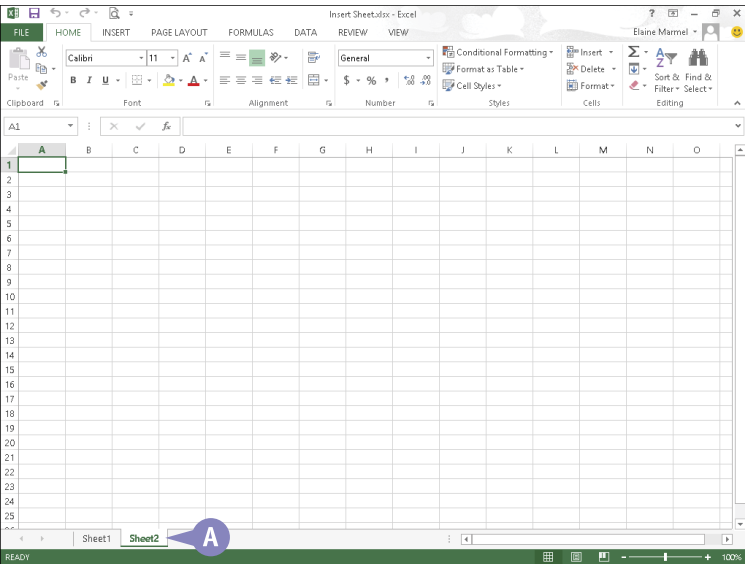 Insert Sheet.xlsx - Excel
?
FILE HOME INSERT PAGE LAYOUT FORMULAS DATA REVIEW VIEW Elaine Marmel
Calibri 11 A A General Conditional Formatting Insert Σ A Z
Paste B I U A $ % , .00 .0 Format as Table Delete Sort & Find &
Cell Styles Format Filter Select
Clipboard Font Alignment Number Styles Cells Editing
A1 fx
A B C D E F G H I J K L M N O
1
2
3
4
5
6
7
8
9
10
11
12
13
14
15
16
17
18
19
20
21
22
23
24
25
Sheet1 Sheet2 A
READY 100%